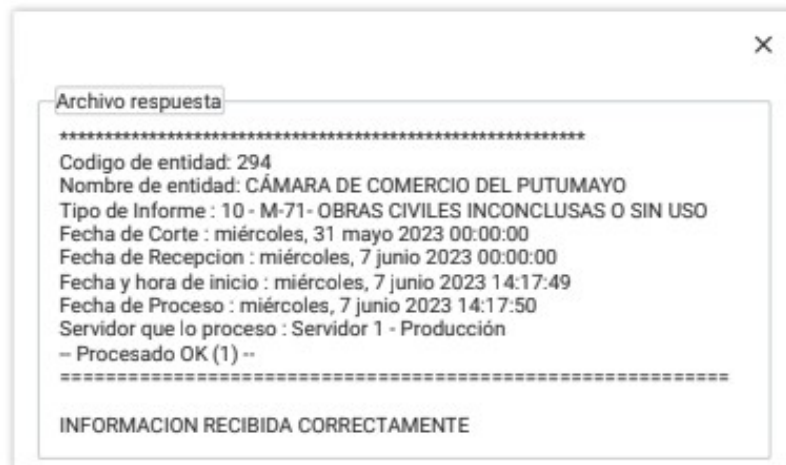 ×
Archivo respuesta
***********************************************************
Codigo de entidad: 294
Nombre de entidad: CÁMARA DE COMERCIO DEL PUTUMAYO
Tipo de Informe : 10 - M-71- OBRAS CIVILES INCONCLUSAS O SIN USO
Fecha de Corte : miércoles, 31 mayo 2023 00:00:00
Fecha de Recepcion : miércoles, 7 junio 2023 00:00:00
Fecha y hora de inicio : miércoles, 7 junio 2023 14:17:49
Fecha de Proceso : miércoles, 7 junio 2023 14:17:50
Servidor que lo proceso : Servidor 1 - Producción
-- Procesado OK (1) --
===========================================================
INFORMACION RECIBIDA CORRECTAMENTE